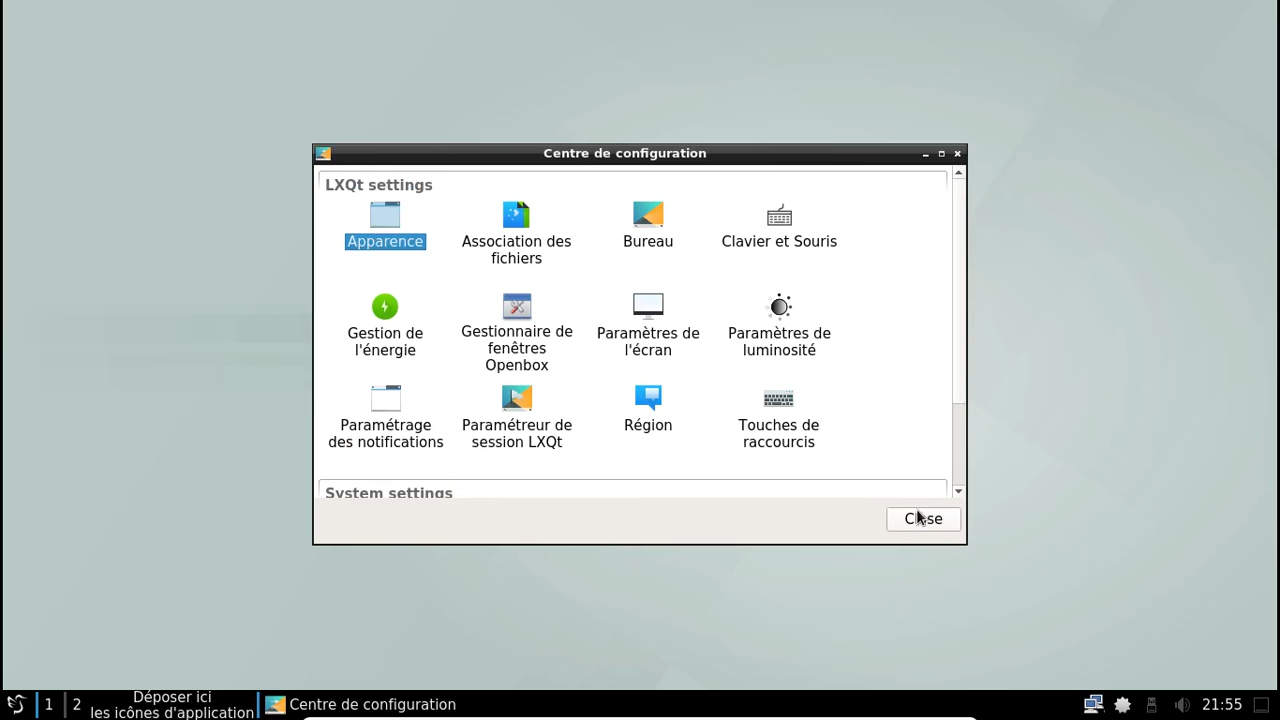 Centre de configuration
LXQt settings
Apparence
Association des
fichiers
Bureau
Clavier et Souris
Gestion de
l'énergie
Gestionnaire de
fenêtres
Openbox
Paramètres de
l'écran
Paramètres de
luminosité
Paramétrage
des notifications
Paramétreur de
session LXQt
Région
Touches de
raccourcis
System settings
Close
1
2
Déposer ici
les icônes d'application
Centre de configuration
21:55